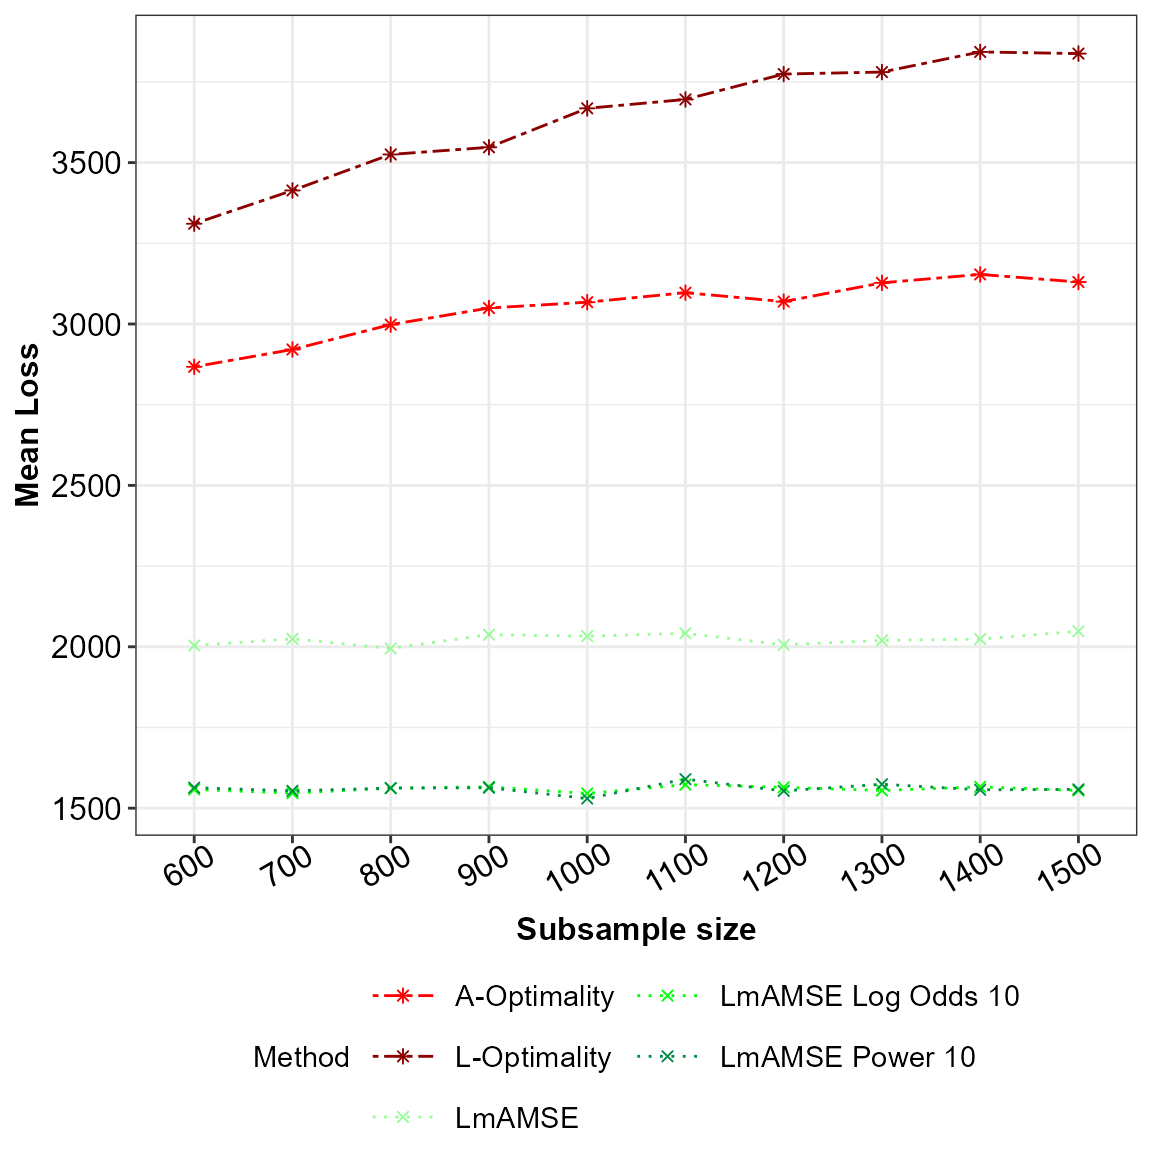 3500
3000
2500
2000
1500
Mean Loss
600 700 800 900 1000 1100 1200 1300 1400 1500
Subsample size
Method
A-Optimality
L-Optimality
LmAMSE
LmAMSE Log Odds 10
LmAMSE Power 10